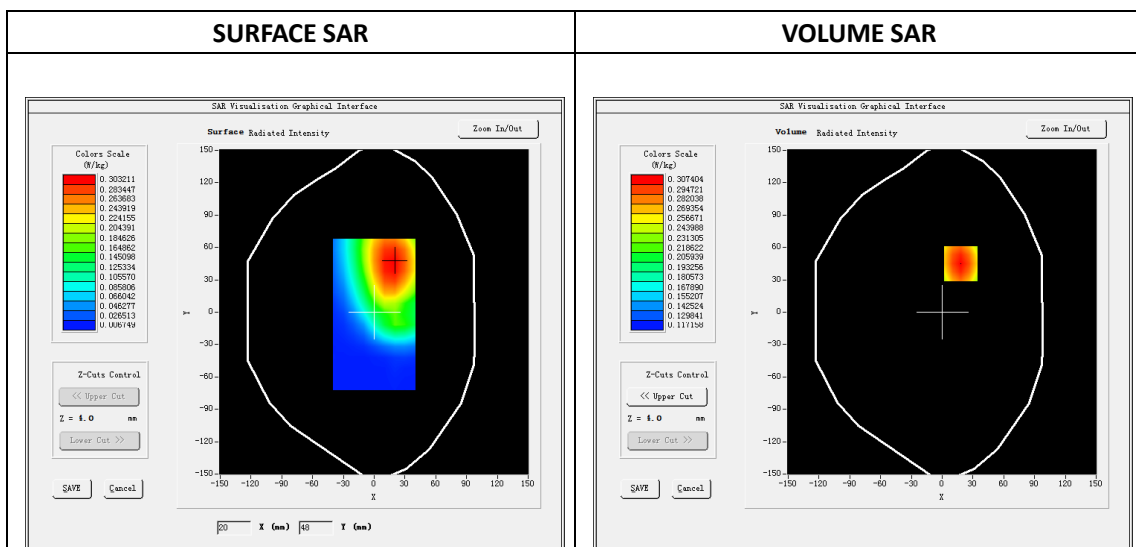 SURFACE SAR
VOLUME SAR
SAR Visualisation Graphical Interface
Surface Radiated Intensity
Zoom In/Out
Colors Scale
(W/kg)
0.303211
0.283447
0.263683
0.243919
0.224155
0.204391
0.184626
0.164862
0.145098
0.125334
0.105570
0.085806
0.066042
0.046277
0.026513
0.006749
Z-Cuts Control
<< Upper Cut
Z = 4.0 mm
Lower Cut >>
SAVE Cancel
150
120
90
60
30
0
-30
-60
-90
-120
-150
Y
-150 -120 -90 -60 -30 0 30 60 90 120 150
X
20 X (mm) 48 Y (mm)
SAR Visualisation Graphical Interface
Volume Radiated Intensity
Zoom In/Out
Colors Scale
(W/kg)
0.307404
0.294721
0.282038
0.269354
0.256671
0.243988
0.231305
0.218622
0.205939
0.193256
0.180573
0.167890
0.155207
0.142524
0.129841
0.117158
Z-Cuts Control
<< Upper Cut
Z = 4.0 mm
Lower Cut >>
SAVE Cancel
150
120
90
60
30
0
-30
-60
-90
-120
-150
Y
-150 -120 -90 -60 -30 0 30 60 90 120 150
X